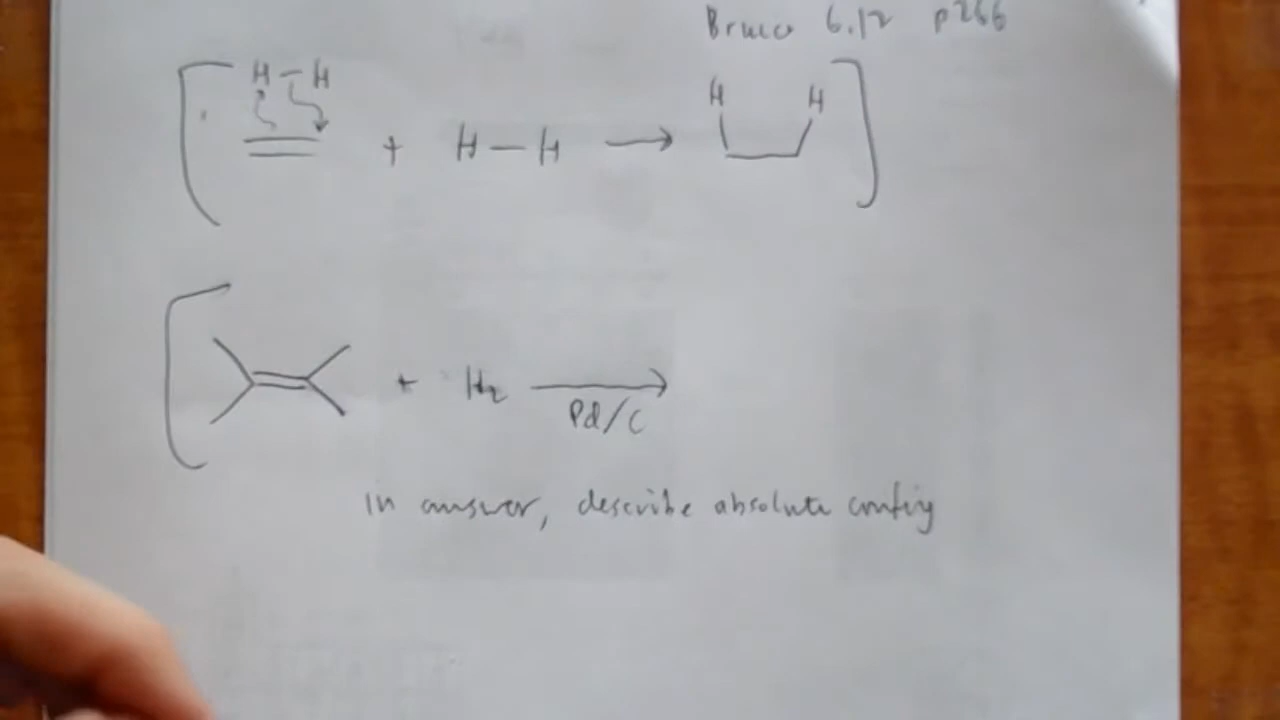 Bruice 6.12 p266
H — H
+ H — H → H H
+ H₂ →
Pd/C
in answer, describe absolute config